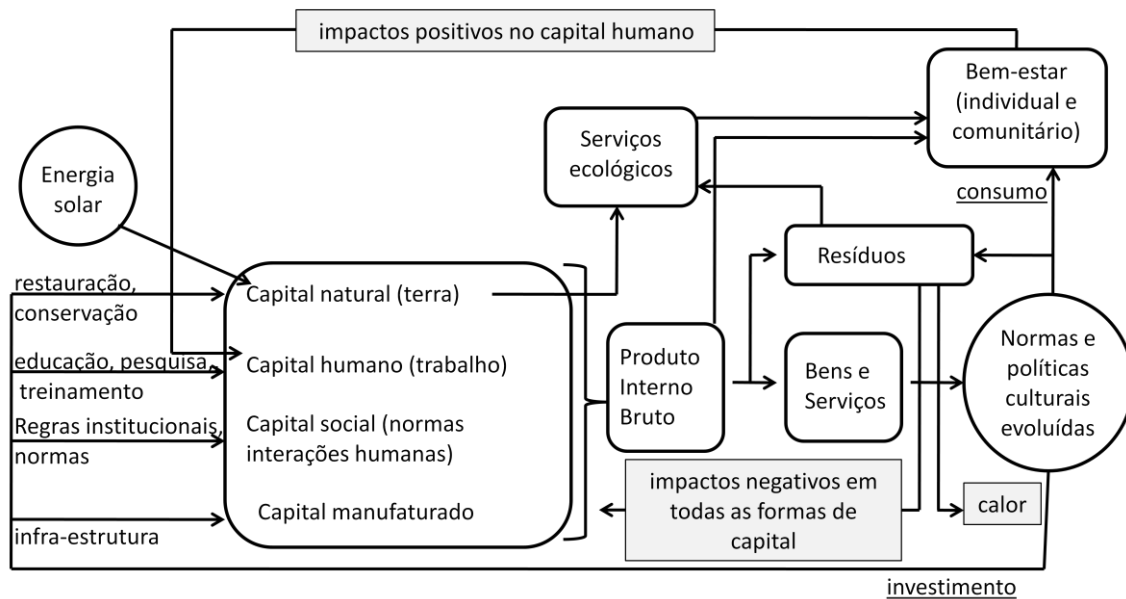 impactos positivos no capital humano
Bem-estar
(individual e
comunitário)
Serviços
ecológicos
Energia
solar
consumo
Resíduos
restauração,
conservação
Capital natural (terra)
educação, pesquisa,
treinamento
Capital humano (trabalho)
Produto
Interno
Bruto
Bens e
Serviços
Normas e
políticas
culturais
evoluídas
Regras institucionais,
normas
Capital social (normas
interações humanas)
Capital manufaturado
impactos negativos em
todas as formas de
capital
calor
infra-estrutura
investimento